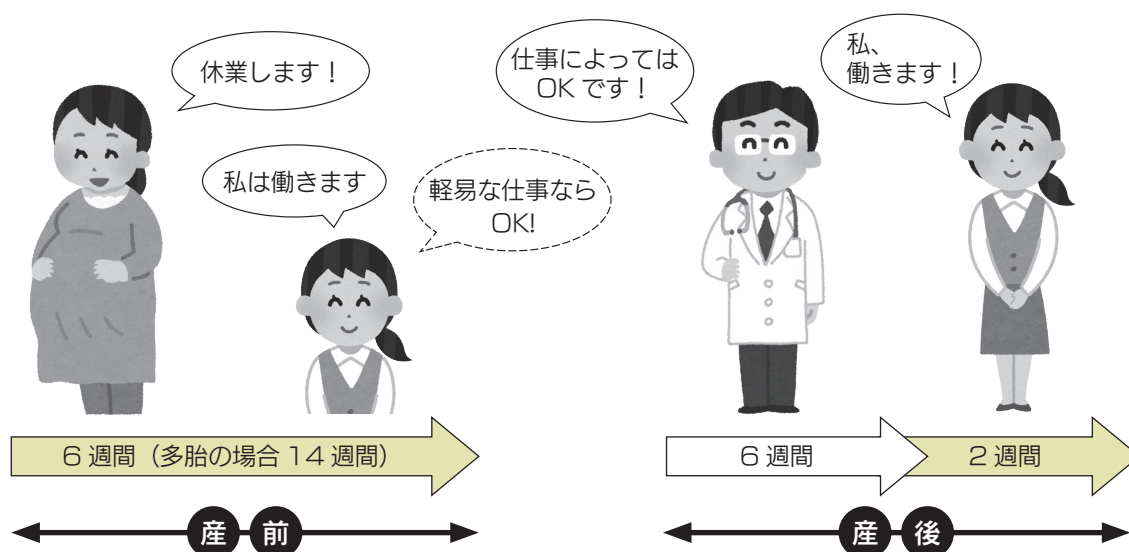 休業します!
私は働きます
軽易な仕事なら
OK!
仕事によっては
OKです!
私、
働きます!
6週間(多胎の場合14週間)
6週間
2週間
産前
産後